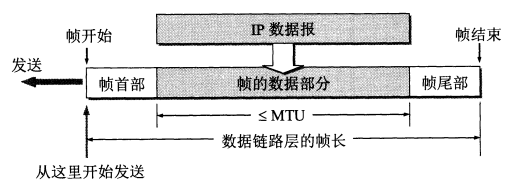 IP 数据报
帧开始
帧结束
发送
帧首部
帧的数据部分
帧尾部
≤ MTU
数据链路层的帧长
从这里开始发送